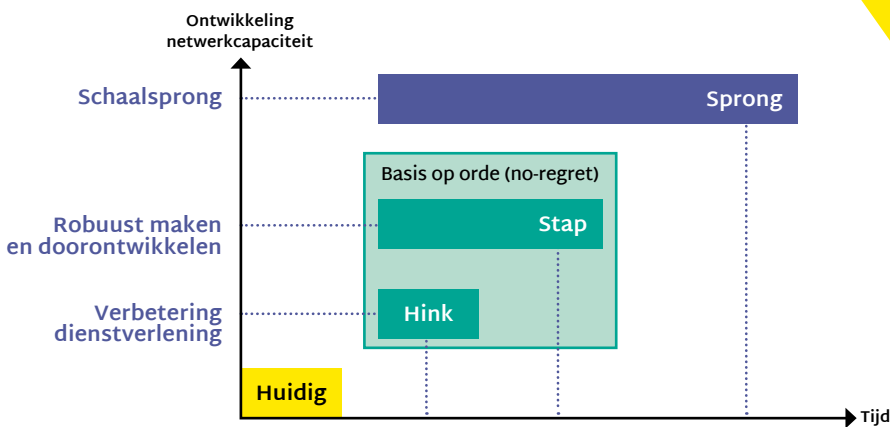 Ontwikkeling
netwerkcapaciteit
Schaalsprong
Sprong
Basis op orde (no-regret)
Robuust maken
en doorontwikkelen
Stap
Verbetering
dienstverlening
Hink
Huidig
Tijd